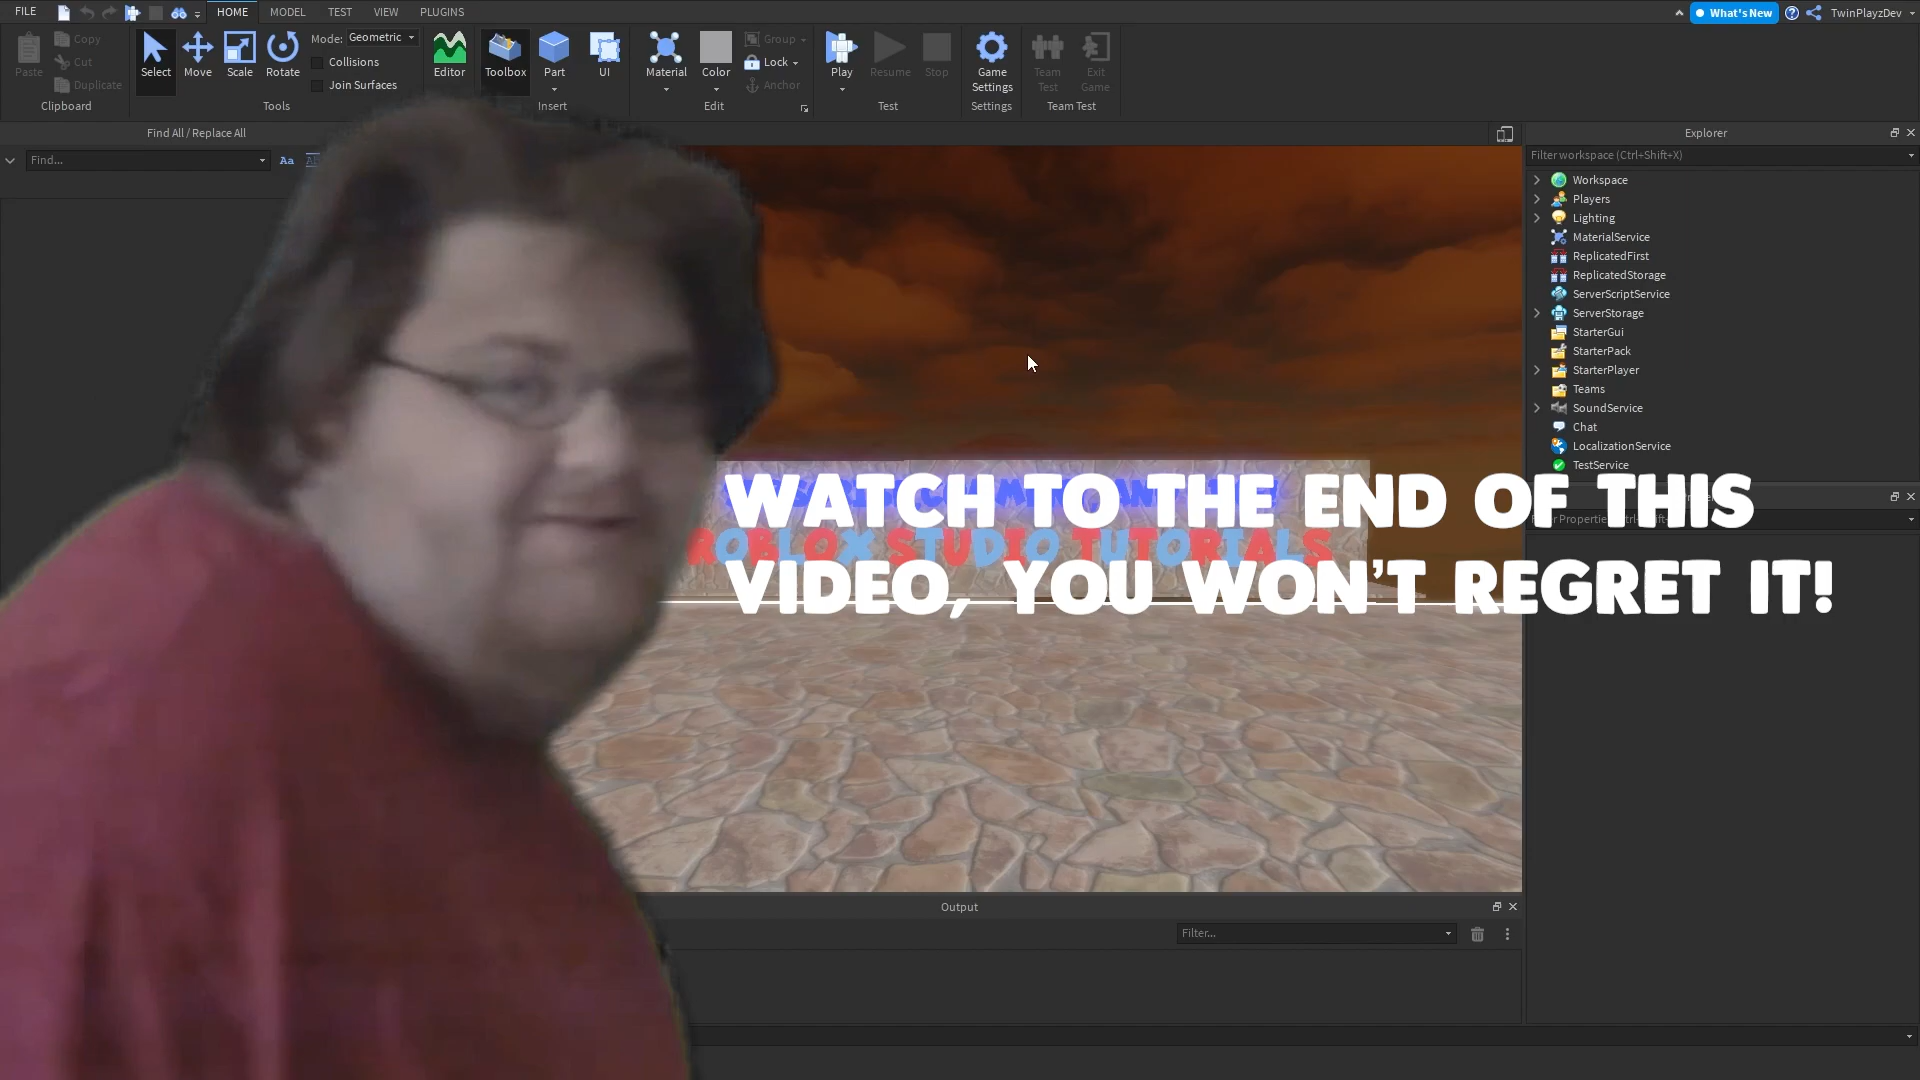 FILE
HOME
MODEL
TEST
VIEW
PLUGINS
What's New
TwinPlayzDev
Paste
Copy
Cut
Duplicate
Clipboard
Select
Move
Scale
Rotate
Mode: Geometric
Collisions
Join Surfaces
Tools
Editor
Toolbox
Part
UI
Insert
Material
Color
Group
Lock
Anchor
Edit
Play
Resume
Stop
Test
Game Settings
Settings
Team Test
Exit Game
Team Test
Find All / Replace All
Find...
Aa
Explorer
Filter workspace (Ctrl+Shift+X)
Workspace
Players
Lighting
MaterialService
ReplicatedFirst
ReplicatedStorage
ServerScriptService
ServerStorage
StarterGui
StarterPack
StarterPlayer
Teams
SoundService
Chat
LocalizationService
TestService
WATCH TO THE END OF THIS
ROBLOX STUDIO TUTORIALS
VIDEO, YOU WON'T REGRET IT!
Output
Filter...